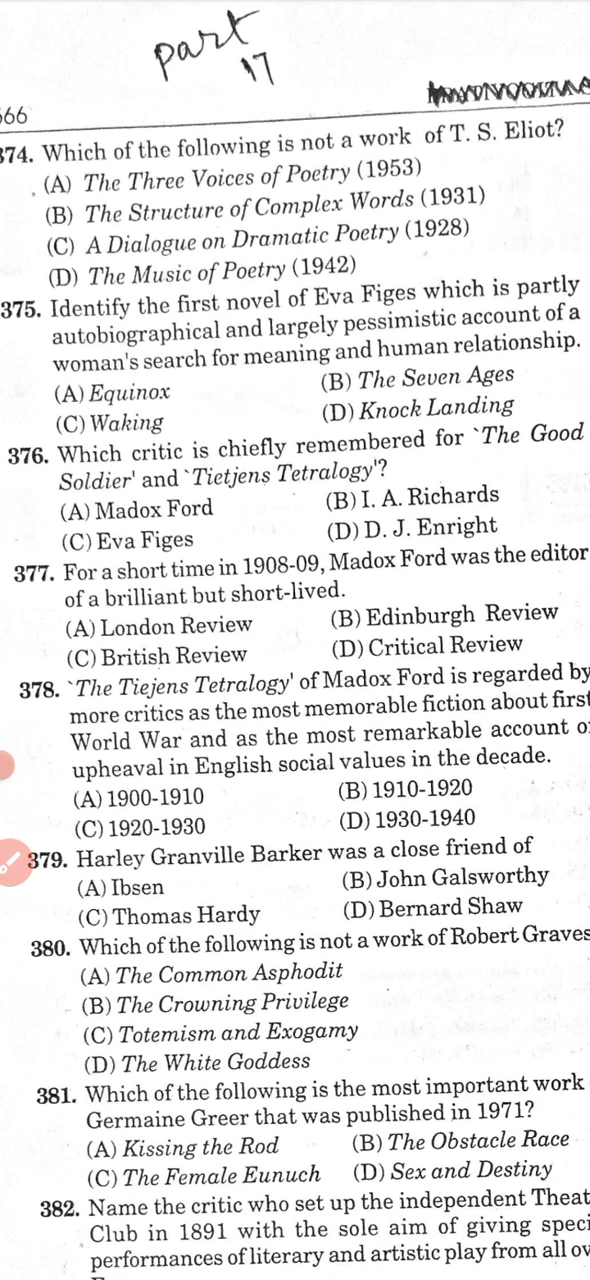 part
17
366
374. Which of the following is not a work of T. S. Eliot?
(A) The Three Voices of Poetry (1953)
(B) The Structure of Complex Words (1931)
(C) A Dialogue on Dramatic Poetry (1928)
(D) The Music of Poetry (1942)
375. Identify the first novel of Eva Figes which is partly
autobiographical and largely pessimistic account of a
woman's search for meaning and human relationship.
(A) Equinox (B) The Seven Ages
(C) Waking (D) Knock Landing
376. Which critic is chiefly remembered for `The Good
Soldier' and `Tietjens Tetralogy'?
(A) Madox Ford (B) I. A. Richards
(C) Eva Figes (D) D. J. Enright
377. For a short time in 1908-09, Madox Ford was the editor
of a brilliant but short-lived.
(A) London Review (B) Edinburgh Review
(C) British Review (D) Critical Review
378. `The Tiejens Tetralogy' of Madox Ford is regarded by
more critics as the most memorable fiction about first
World War and as the most remarkable account o
upheaval in English social values in the decade.
(A) 1900-1910 (B) 1910-1920
(C) 1920-1930 (D) 1930-1940
379. Harley Granville Barker was a close friend of
(A) Ibsen (B) John Galsworthy
(C) Thomas Hardy (D) Bernard Shaw
380. Which of the following is not a work of Robert Graves
(A) The Common Asphodit
(B) The Crowning Privilege
(C) Totemism and Exogamy
(D) The White Goddess
381. Which of the following is the most important work
Germaine Greer that was published in 1971?
(A) Kissing the Rod (B) The Obstacle Race
(C) The Female Eunuch (D) Sex and Destiny
382. Name the critic who set up the independent Theat
Club in 1891 with the sole aim of giving speci
performances of literary and artistic play from all ov